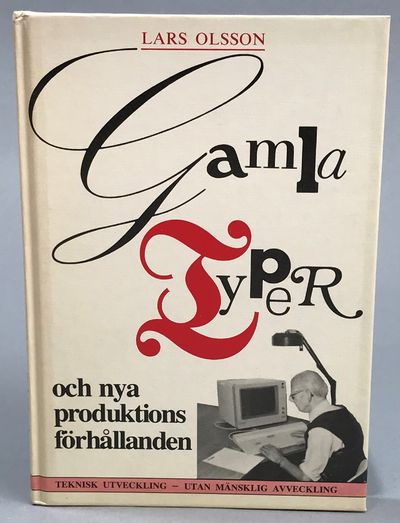 LARS OLSSON
Gamla
TypeR
och nya
produktions
förhållanden
TEKNISK UTVECKLING – UTAN MÄNSKLIG AVVECKLING